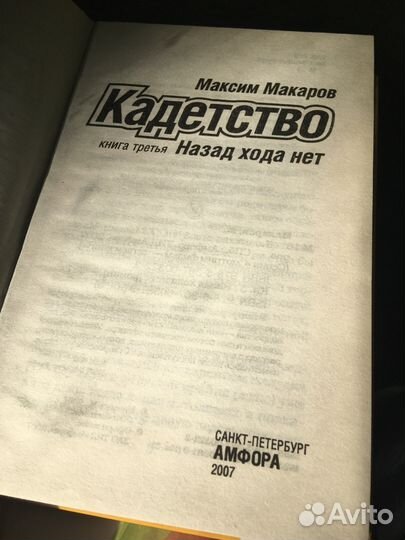 Максим Макаров
Кадетство
книга третья Назад хода нет
САНКТ-ПЕТЕРБУРГ
АМФОРА
2007
Avito